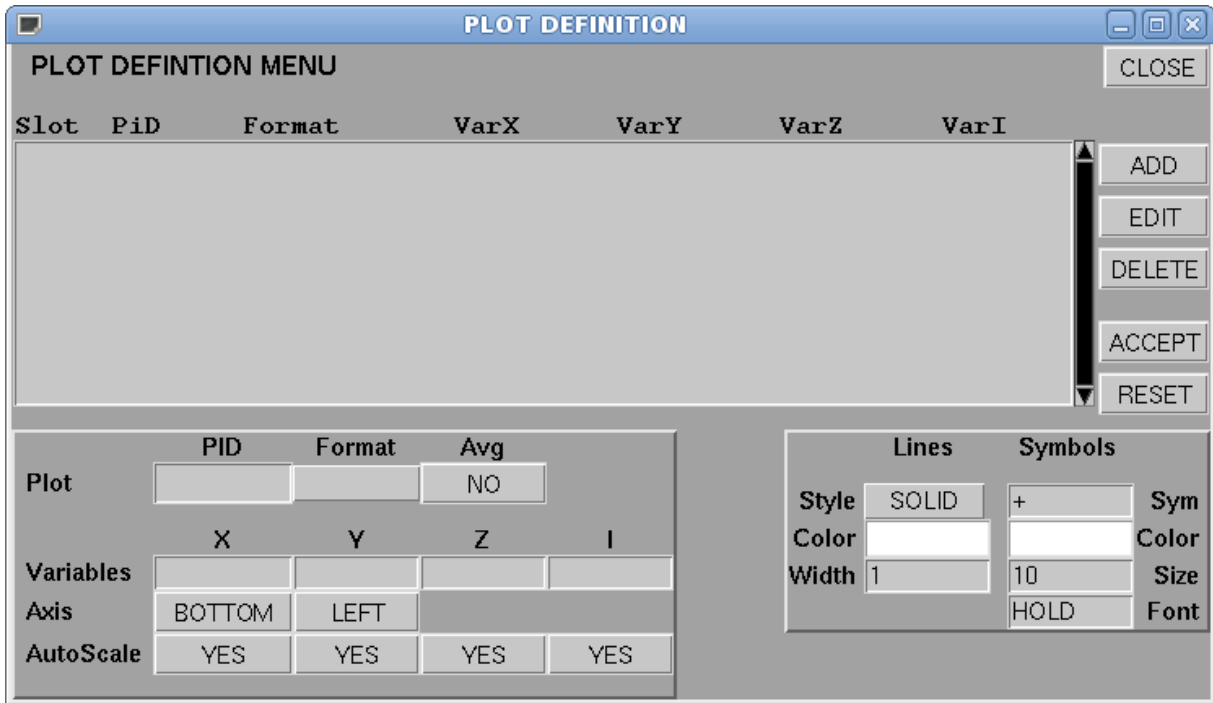 PLOT DEFINITION
PLOT DEFINTION MENU
CLOSE
Slot PiD Format VarX VarY VarZ VarI
ADD
EDIT
DELETE
ACCEPT
RESET
PID Format Avg
Plot NO
X Y Z I
Variables
Axis BOTTOM LEFT
AutoScale YES YES YES YES
Lines Symbols
Style SOLID + Sym
Color Color
Width 1 10 Size
HOLD Font